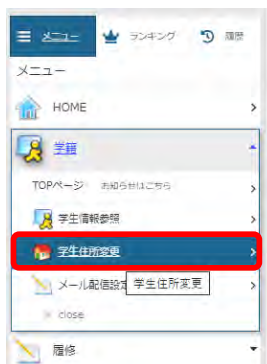 メニュー ランキング 履歴
メニュー
HOME
学籍
TOPページ お知らせはこちら
学生情報参照
学生住所変更
メール配信設定 学生住所変更
× close
履修